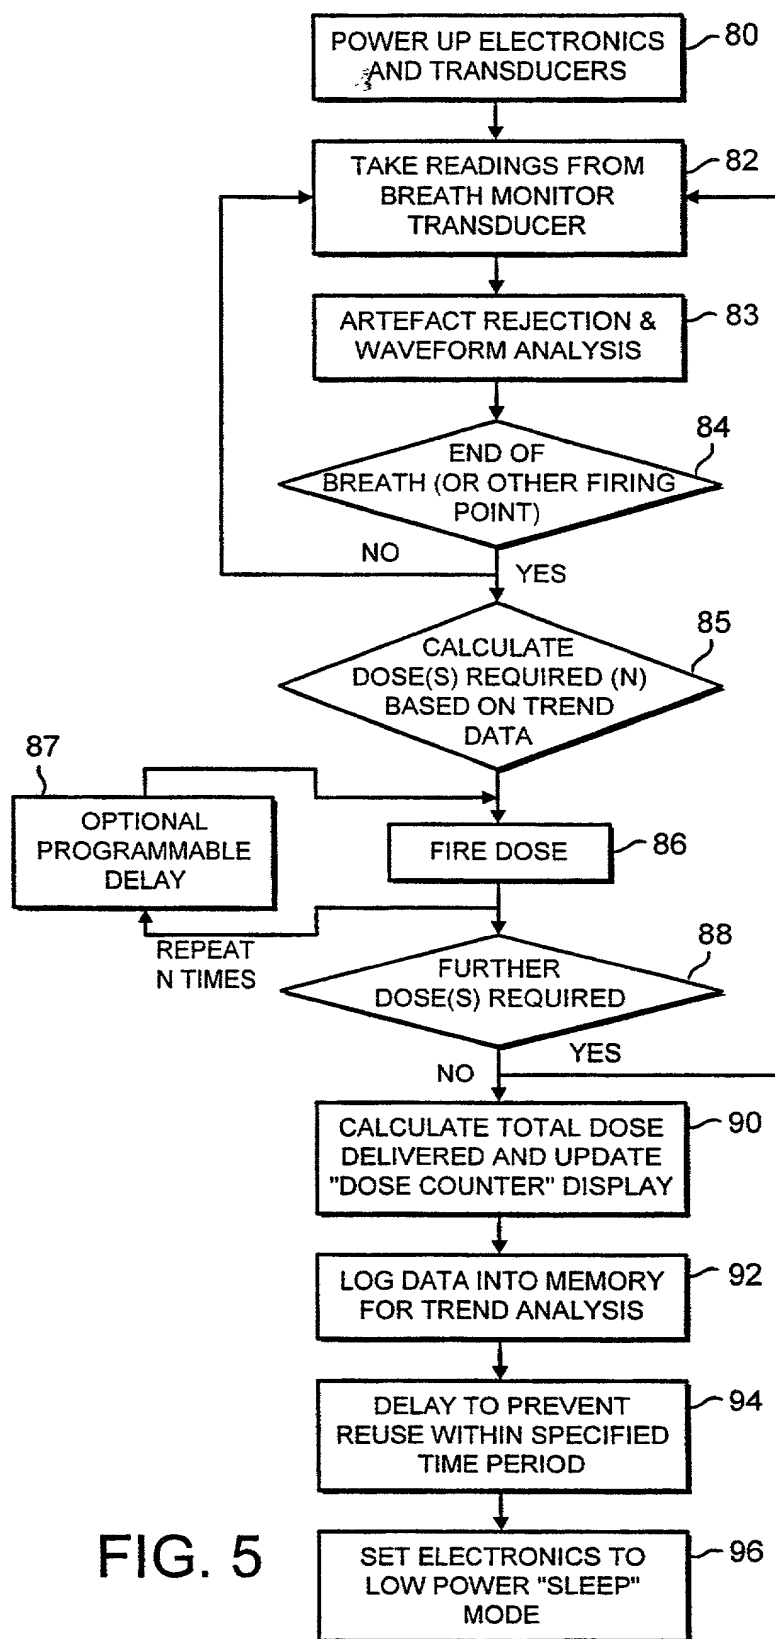 POWER UP ELECTRONICS
AND TRANSDUCERS
80
TAKE READINGS FROM
BREATH MONITOR
TRANSDUCER
82
ARTEFACT REJECTION &
WAVEFORM ANALYSIS
83
END OF
BREATH (OR OTHER FIRING
POINT)
84
NO
YES
CALCULATE
DOSE(S) REQUIRED (N)
BASED ON TREND
DATA
85
87
OPTIONAL
PROGRAMMABLE
DELAY
FIRE DOSE
86
REPEAT
N TIMES
FURTHER
DOSE(S) REQUIRED
88
YES
NO
CALCULATE TOTAL DOSE
DELIVERED AND UPDATE
"DOSE COUNTER" DISPLAY
90
LOG DATA INTO MEMORY
FOR TREND ANALYSIS
92
DELAY TO PREVENT
REUSE WITHIN SPECIFIED
TIME PERIOD
94
SET ELECTRONICS TO
LOW POWER "SLEEP"
MODE
96
FIG. 5